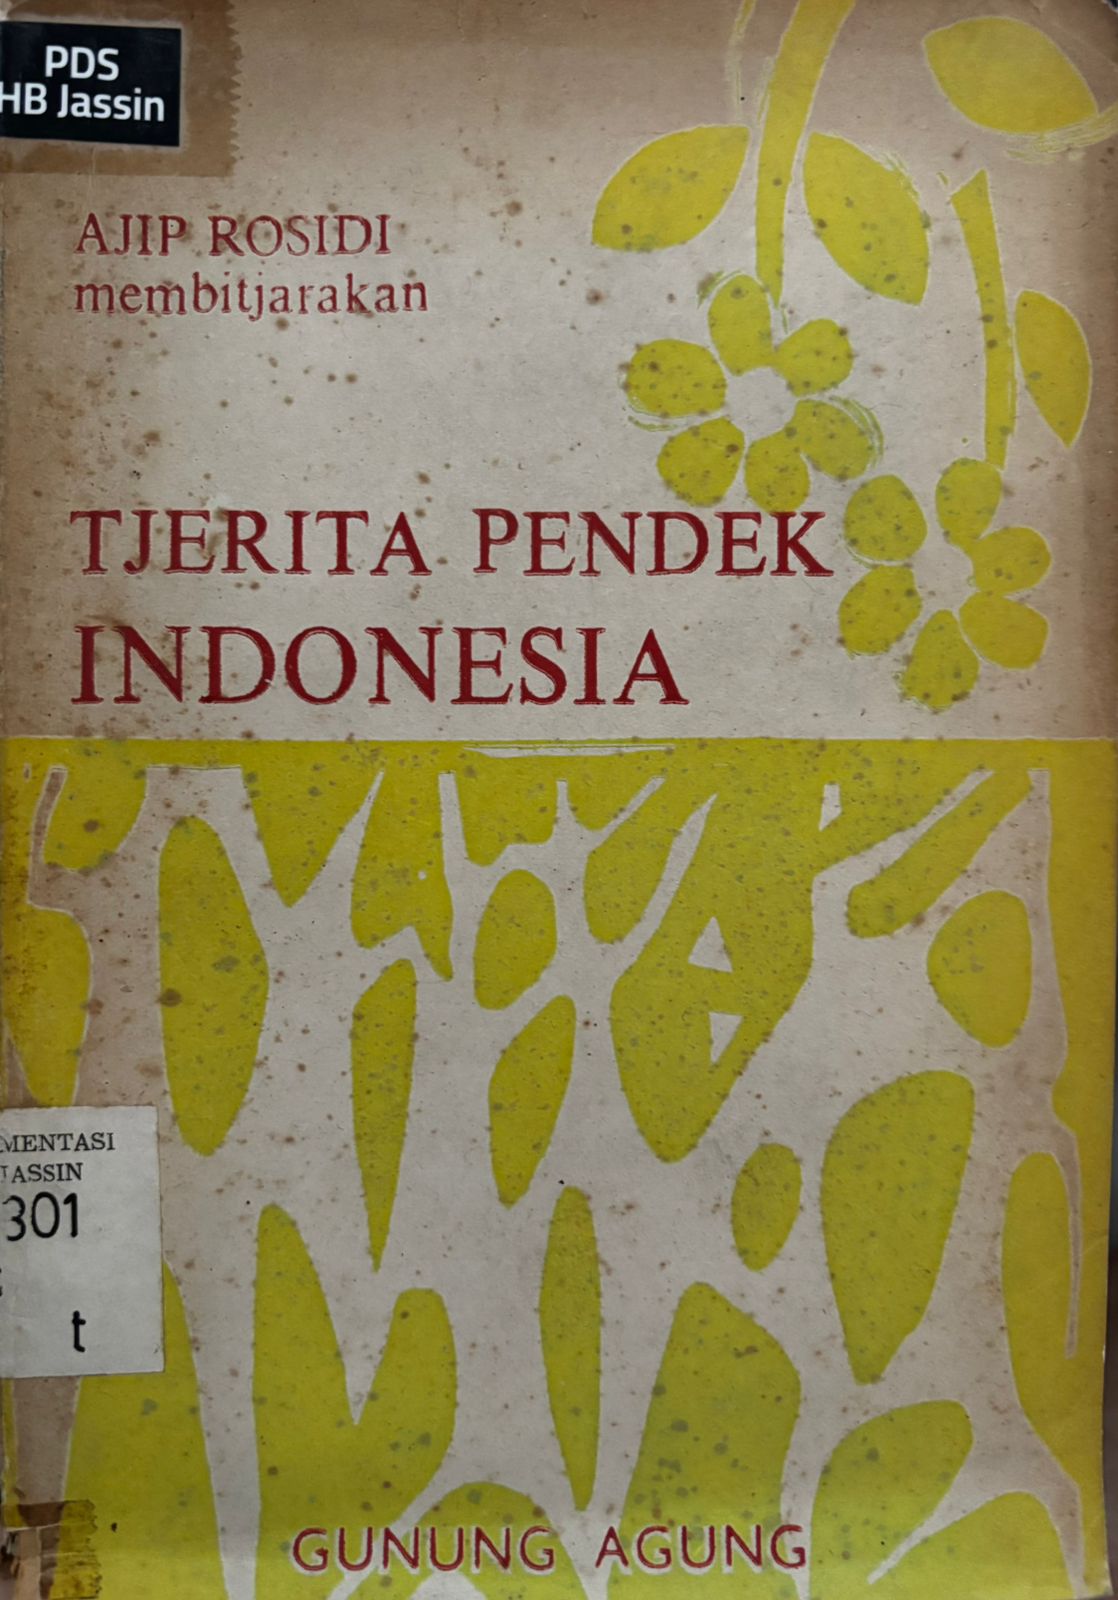 PDS
HB Jassin
AJIP ROSIDI
membitjarakan
TJERITA PENDEK
INDONESIA
MENTASI
JASSIN
301
t
GUNUNG AGUNG